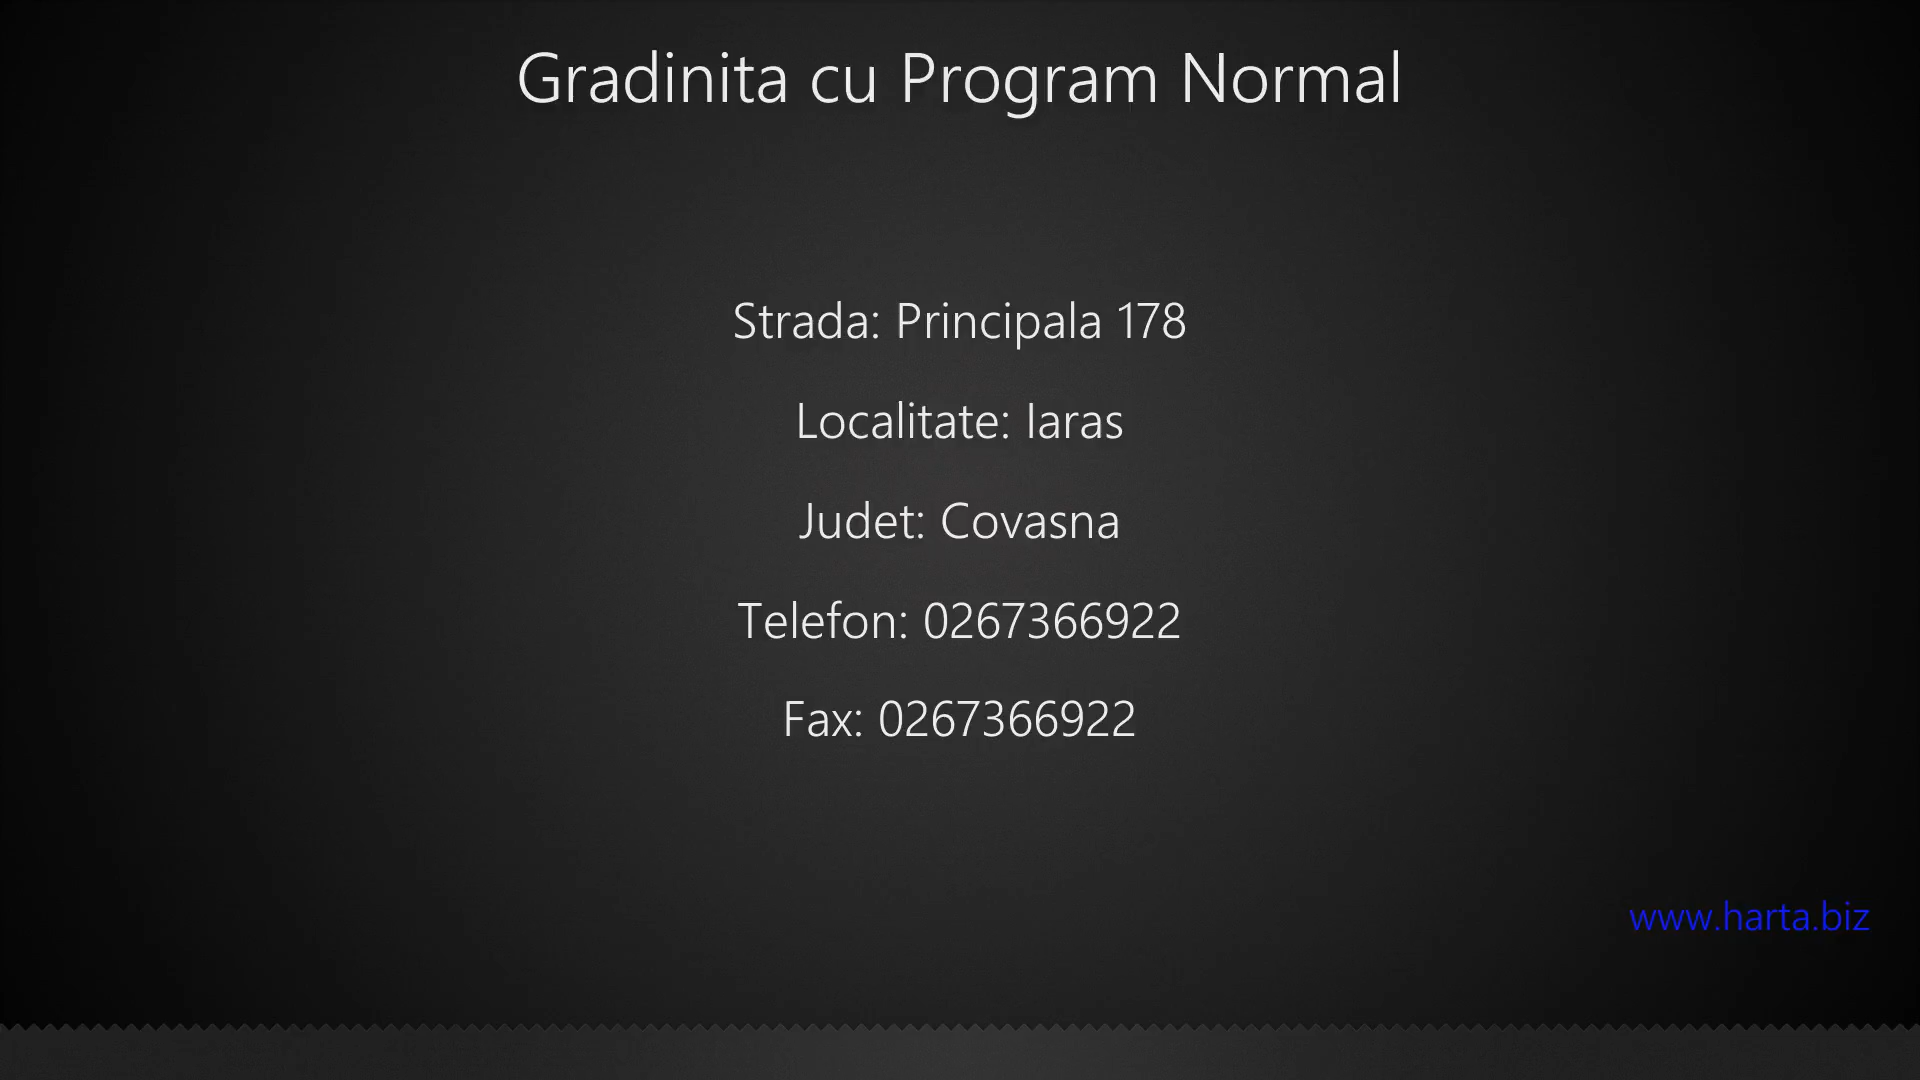 Gradinita cu Program Normal
Strada: Principala 178
Localitate: Iaras
Judet: Covasna
Telefon: 0267366922
Fax: 0267366922
www.harta.biz